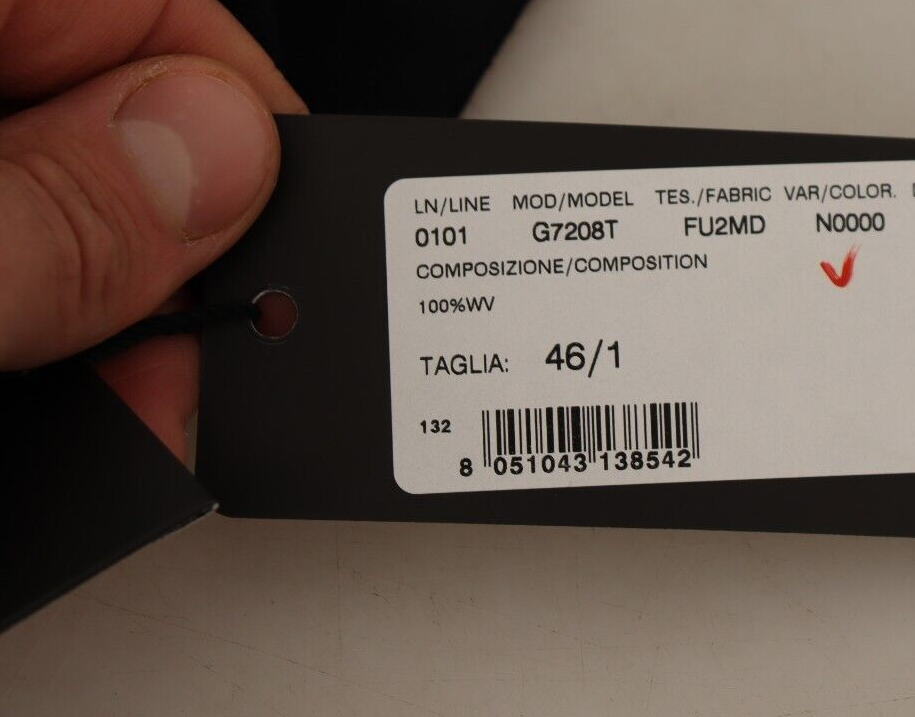 LN/LINE MOD/MODEL TES./FABRIC VAR/COLOR.
0101 G7208T FU2MD N0000
COMPOSIZIONE/COMPOSITION
100%WV
TAGLIA: 46/1
132
8 051043 138542